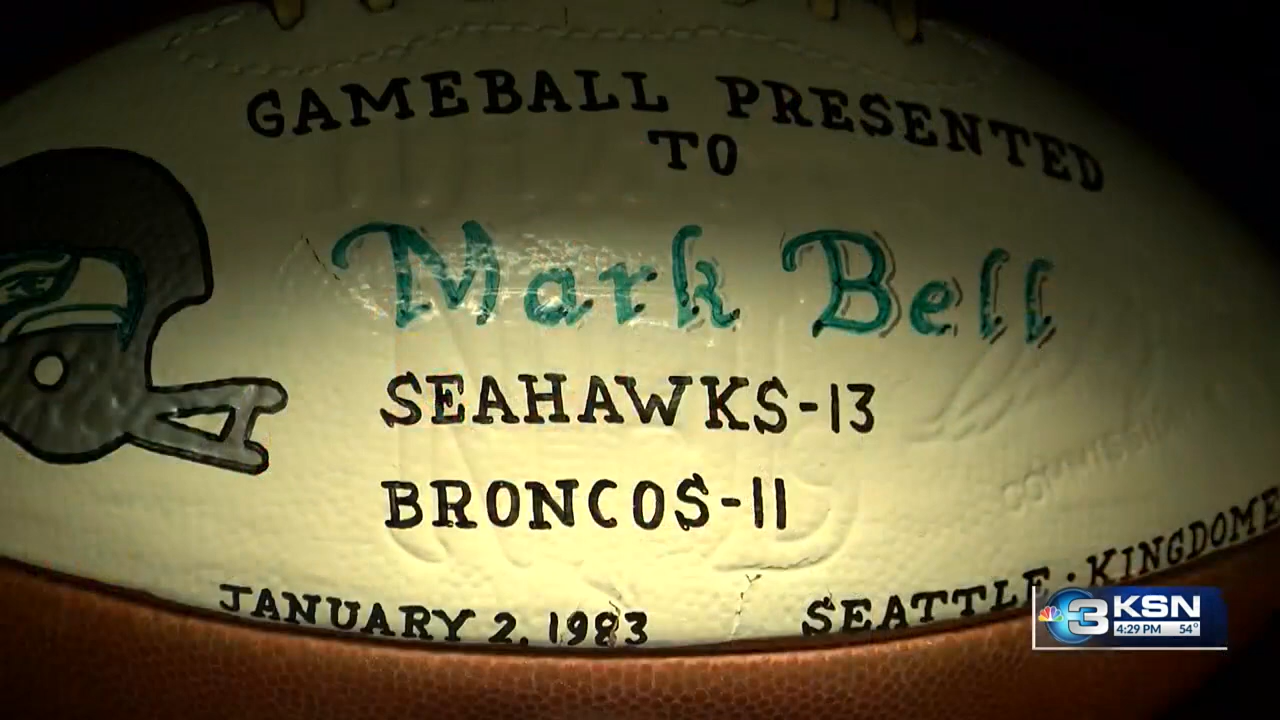 GAMEBALL PRESENTED
TO
Mark Bell
SEAHAWKS-13
BRONCOS-11
COMMISSI
JANUARY 2, 1983
SEATTLE · KINGDOME
3 KSN
4:29 PM 54°